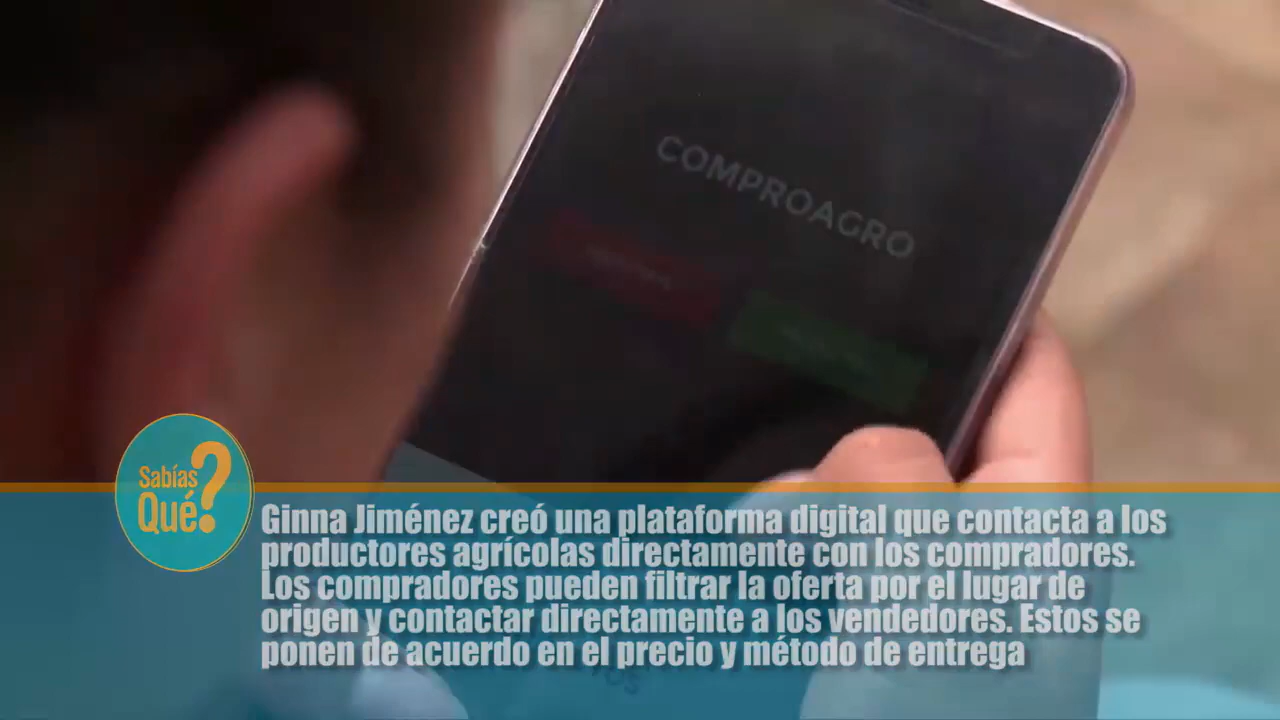 COMPROAGRO
Sabías
Qué?
Ginna Jiménez creó una plataforma digital que contacta a los
productores agrícolas directamente con los compradores.
Los compradores pueden filtrar la oferta por el lugar de
origen y contactar directamente a los vendedores. Estos se
ponen de acuerdo en el precio y método de entrega